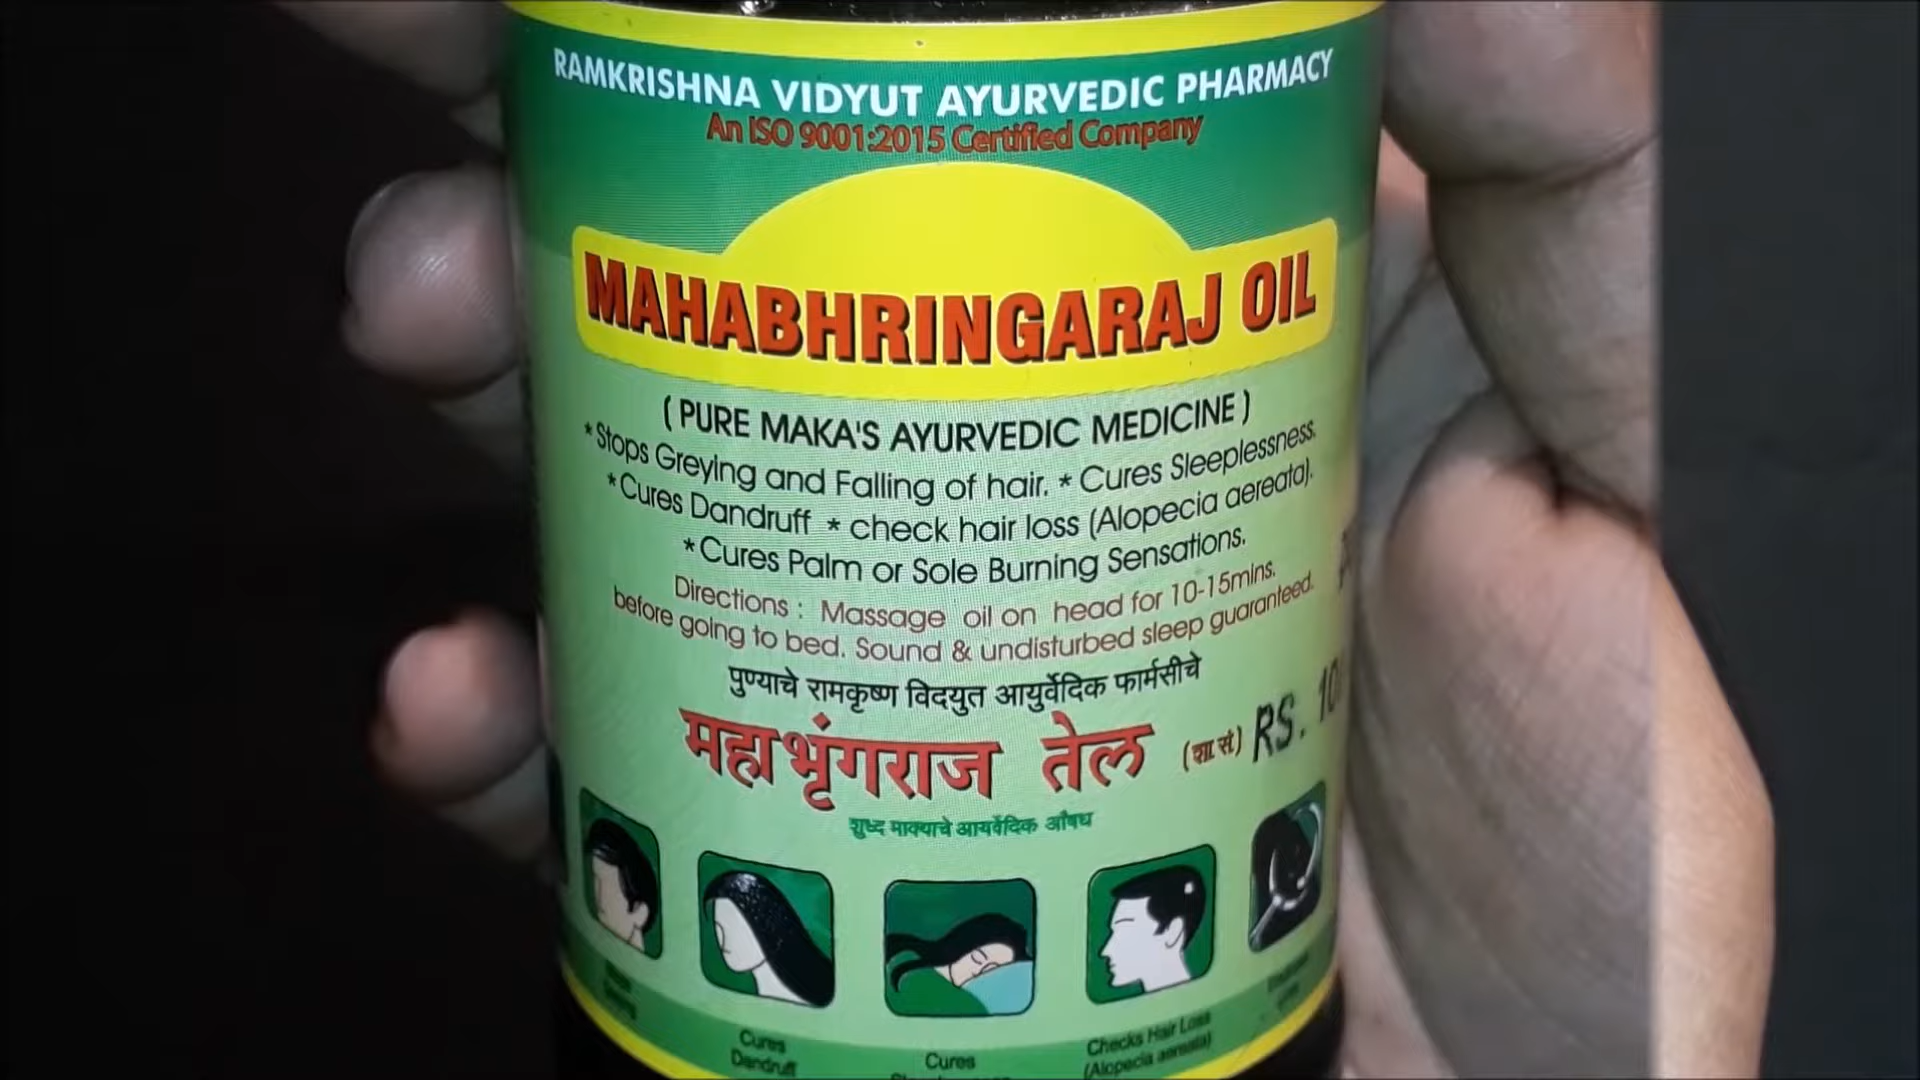 RAMKRISHNA VIDYUT AYURVEDIC PHARMACY
An ISO 9001:2015 Certified Company
MAHABHRINGARAJ OIL
( PURE MAKA'S AYURVEDIC MEDICINE )
*Stops Greying and Falling of hair. * Cures Sleeplessness.
*Cures Dandruff * check hair loss (Alopecia aereata).
*Cures Palm or Sole Burning Sensations.
Directions : Massage oil on head for 10-15mins.
before going to bed. Sound & undisturbed sleep guaranteed.
पुण्याचे रामकृष्ण विदयुत आयुर्वेदिक फार्मसीचे
महाभृंगराज तेल (शा.सं)
RS. 10
शुध्द माक्याचे आयर्वेदिक औषध
Cures
Dandruff
Cures
Checks Hair Loss
(Alopecia aereata)